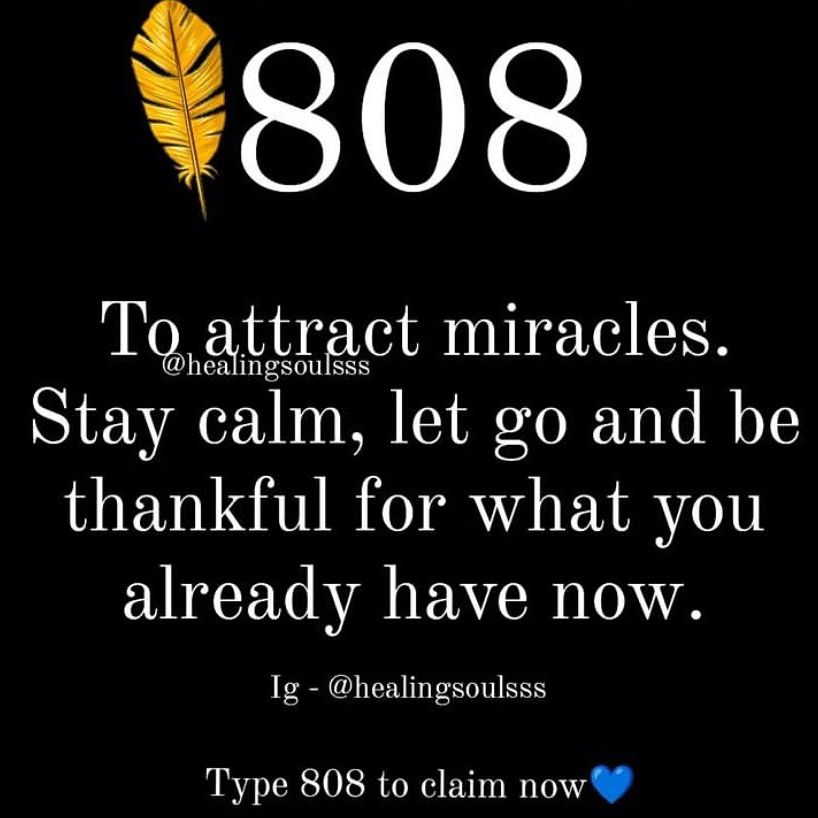 808
To attract miracles.
@healingsoulsss
Stay calm, let go and be
thankful for what you
already have now.
Ig - @healingsoulsss
Type 808 to claim now💙